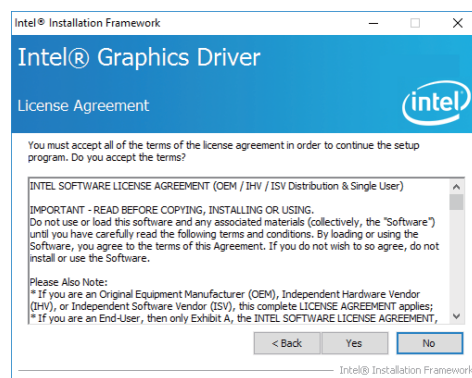 Intel® Installation Framework
Intel® Graphics Driver
License Agreement
intel
You must accept all of the terms of the license agreement in order to continue the setup
program. Do you accept the terms?
INTEL SOFTWARE LICENSE AGREEMENT (OEM / IHV / ISV Distribution & Single User)
IMPORTANT - READ BEFORE COPYING, INSTALLING OR USING.
Do not use or load this software and any associated materials (collectively, the "Software")
until you have carefully read the following terms and conditions. By loading or using the
Software, you agree to the terms of this Agreement. If you do not wish to so agree, do not
install or use the Software.
Please Also Note:
* If you are an Original Equipment Manufacturer (OEM), Independent Hardware Vendor
(IHV), or Independent Software Vendor (ISV), this complete LICENSE AGREEMENT applies;
* If you are an End-User, then only Exhibit A, the INTEL SOFTWARE LICENSE AGREEMENT,
< Back Yes No
Intel® Installation Framework